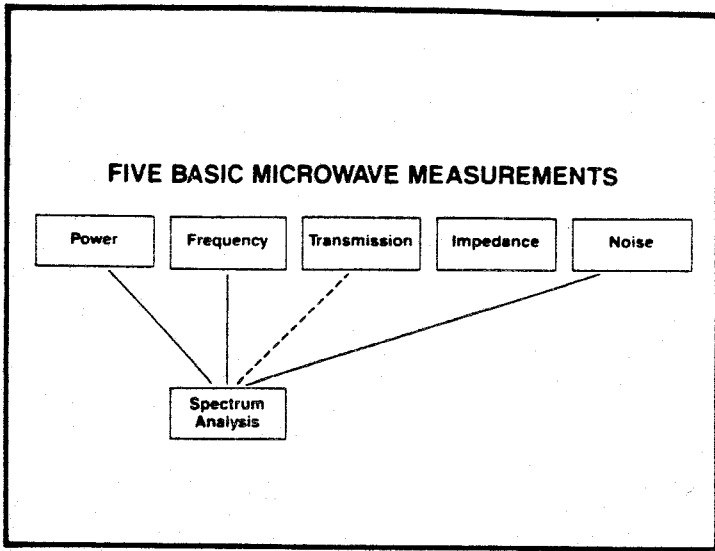 FIVE BASIC MICROWAVE MEASUREMENTS
Power
Frequency
Transmission
Impedance
Noise
Spectrum
Analysis